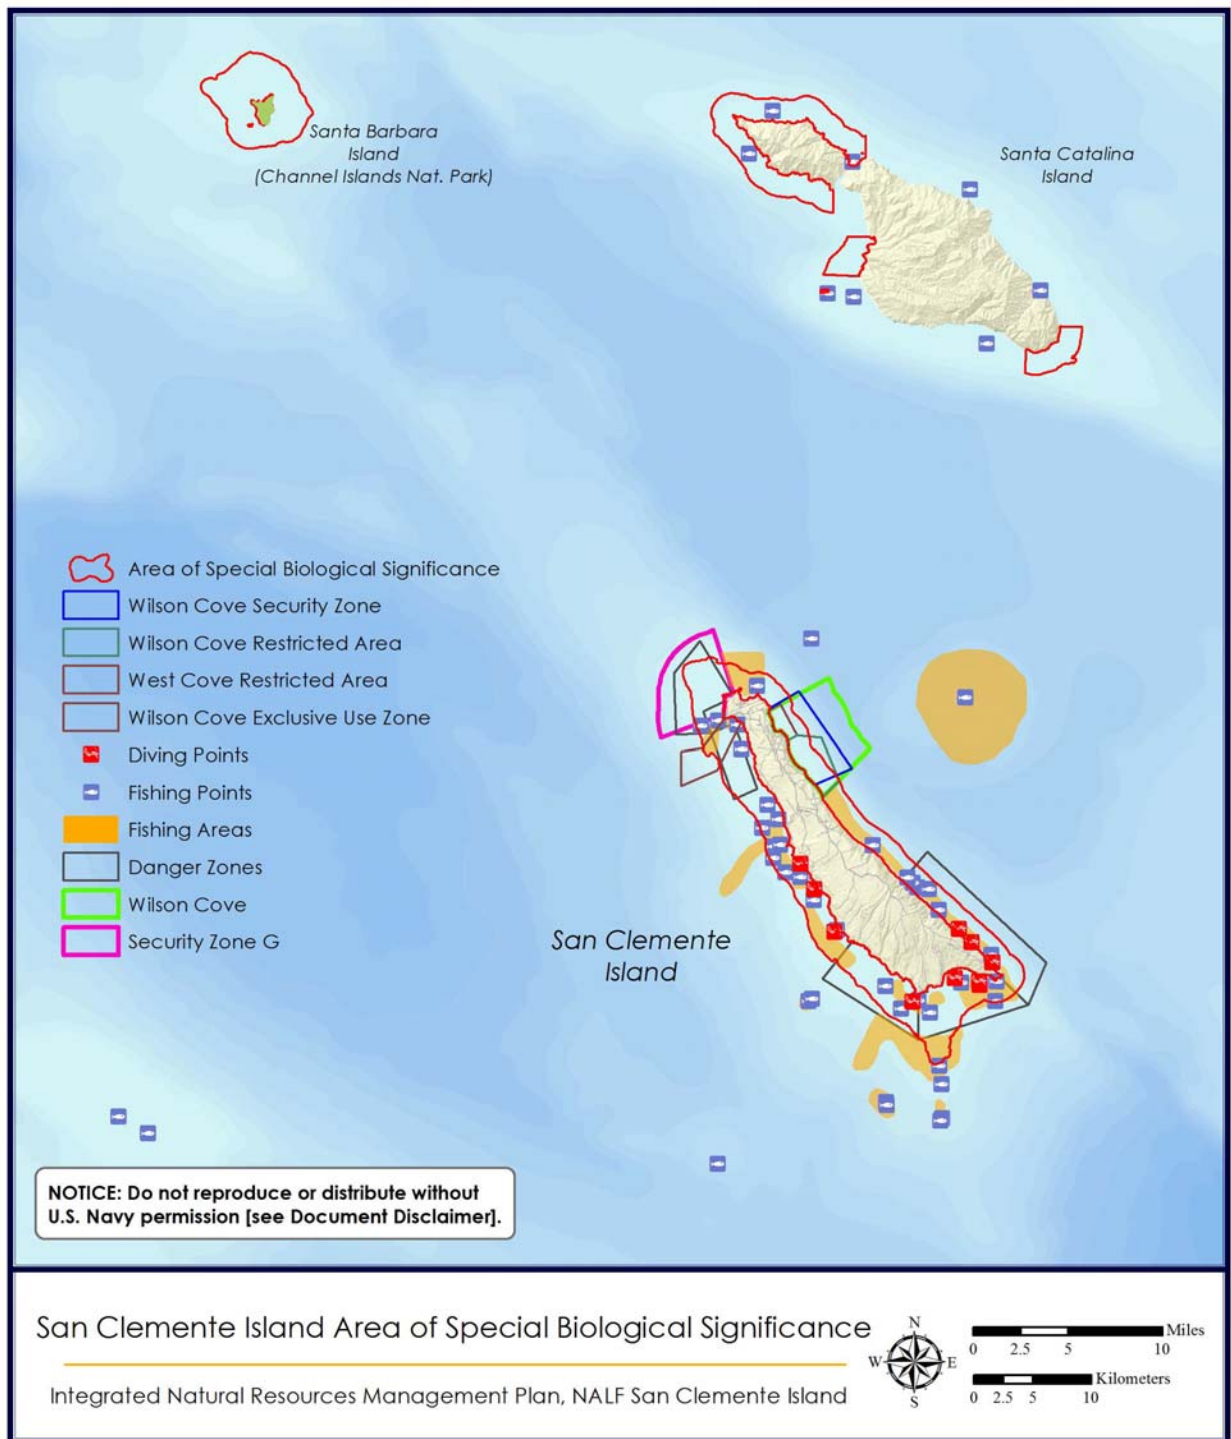 Santa Barbara
Island
(Channel Islands Nat. Park)
Santa Catalina
Island
Area of Special Biological Significance
Wilson Cove Security Zone
Wilson Cove Restricted Area
West Cove Restricted Area
Wilson Cove Exclusive Use Zone
Diving Points
Fishing Points
Fishing Areas
Danger Zones
Wilson Cove
Security Zone G
San Clemente
Island
NOTICE: Do not reproduce or distribute without
U.S. Navy permission [see Document Disclaimer].
San Clemente Island Area of Special Biological Significance
Integrated Natural Resources Management Plan, NALF San Clemente Island
N
W E
S
Miles
0 2.5 5 10
Kilometers
0 2.5 5 10